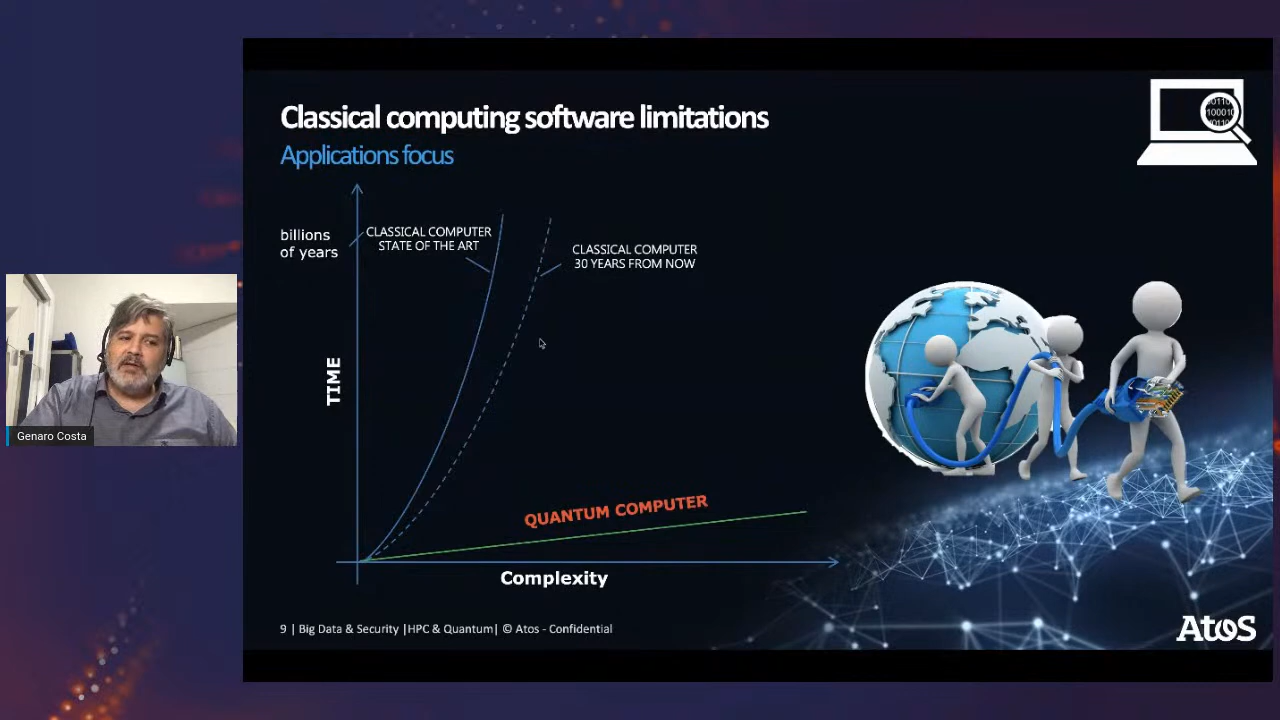 Classical computing software limitations
Applications focus
billions
of years
CLASSICAL COMPUTER
STATE OF THE ART
CLASSICAL COMPUTER
30 YEARS FROM NOW
TIME
QUANTUM COMPUTER
Complexity
9 | Big Data & Security |HPC & Quantum| © Atos - Confidential
Atos
Genaro Costa